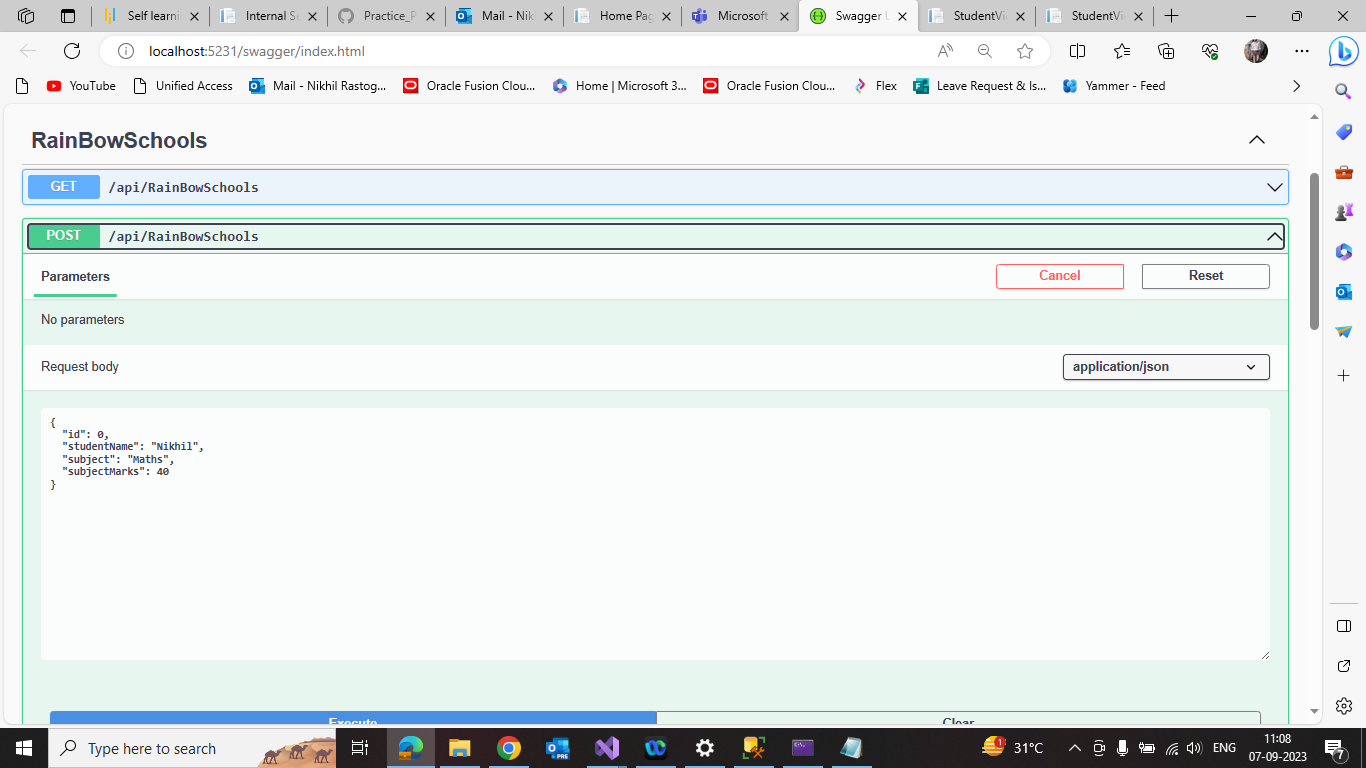 Self learni
Internal Se
Practice_P
Mail - Nik
Home Pag
Microsoft
Swagger U
StudentVi
StudentVi
localhost:5231/swagger/index.html
YouTube
Unified Access
Mail - Nikhil Rastog...
Oracle Fusion Clou...
Home | Microsoft 3...
Oracle Fusion Clou...
Flex
Leave Request & Is...
Yammer - Feed
RainBowSchools
GET /api/RainBowSchools
POST /api/RainBowSchools
Parameters
Cancel
Reset
No parameters
Request body
application/json
{
"id": 0,
"studentName": "Nikhil",
"subject": "Maths",
"subjectMarks": 40
}
Execute
Clear
Type here to search
PRE
1
31°C
ENG
11:08
07-09-2023
7